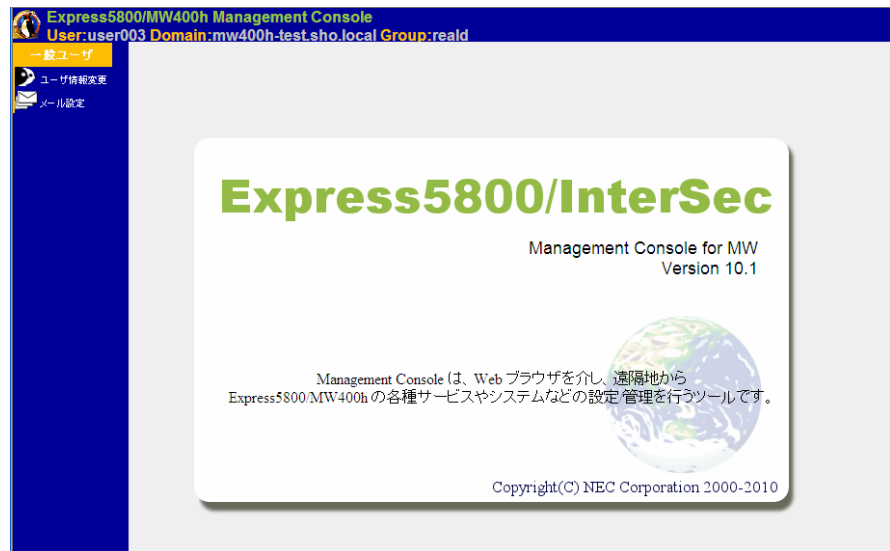 Express5800/MW400h Management Console
User:user003 Domain:mw400h-test.sho.local Group:reald
一般ユーザ
ユーザ情報変更
メール設定
Express5800/InterSec
Management Console for MW
Version 10.1
Management Console は、Web ブラウザを介し、遠隔地から
Express5800/MW400h の各種サービスやシステムなどの設定/管理を行うツールです。
Copyright(C) NEC Corporation 2000-2010